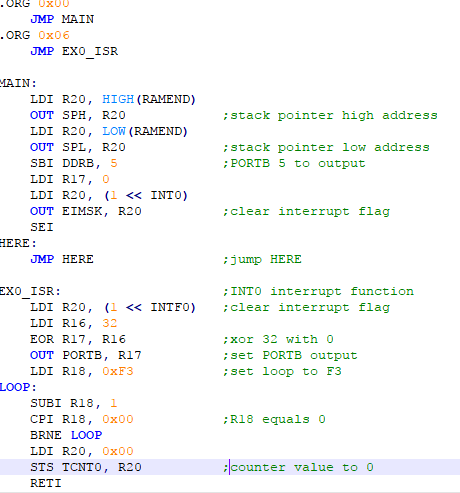 .ORG 0x00
JMP MAIN
.ORG 0x06
JMP EX0_ISR
MAIN:
LDI R20, HIGH(RAMEND)
OUT SPH, R20 ;stack pointer high address
LDI R20, LOW(RAMEND)
OUT SPL, R20 ;stack pointer low address
SBI DDRB, 5 ;PORTB 5 to output
LDI R17, 0
LDI R20, (1 << INT0)
OUT EIMSK, R20 ;clear interrupt flag
SEI
HERE:
JMP HERE ;jump HERE
EX0_ISR: ;INT0 interrupt function
LDI R20, (1 << INTF0) ;clear interrupt flag
LDI R16, 32
EOR R17, R16 ;xor 32 with 0
OUT PORTB, R17 ;set PORTB output
LDI R18, 0xF3 ;set loop to F3
LOOP:
SUBI R18, 1
CPI R18, 0x00 ;R18 equals 0
BRNE LOOP
LDI R20, 0x00
STS TCNT0, R20 ;counter value to 0
RETI